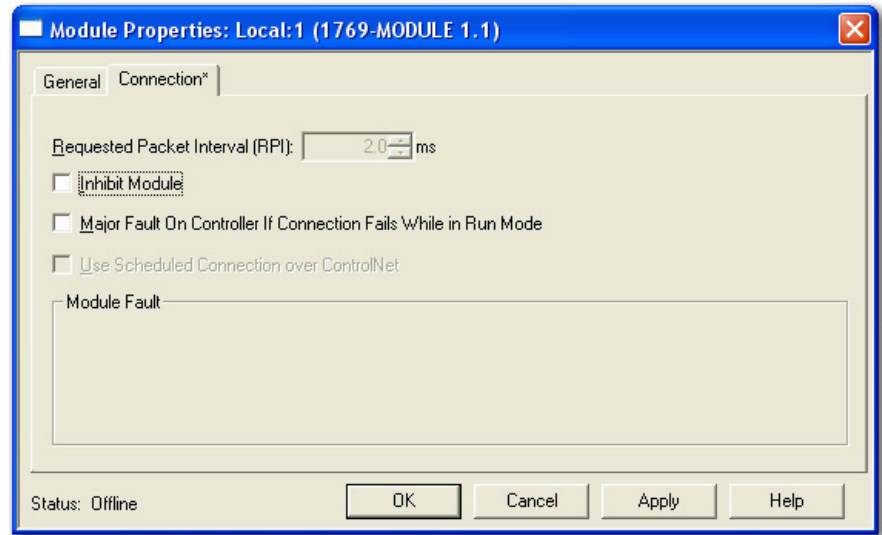 Module Properties: Local:1 (1769-MODULE 1.1)
General Connection*
Requested Packet Interval (RPI): 2.0 ms
Inhibit Module
Major Fault On Controller If Connection Fails While in Run Mode
Use Scheduled Connection over ControlNet
Module Fault
Status: Offline OK Cancel Apply Help